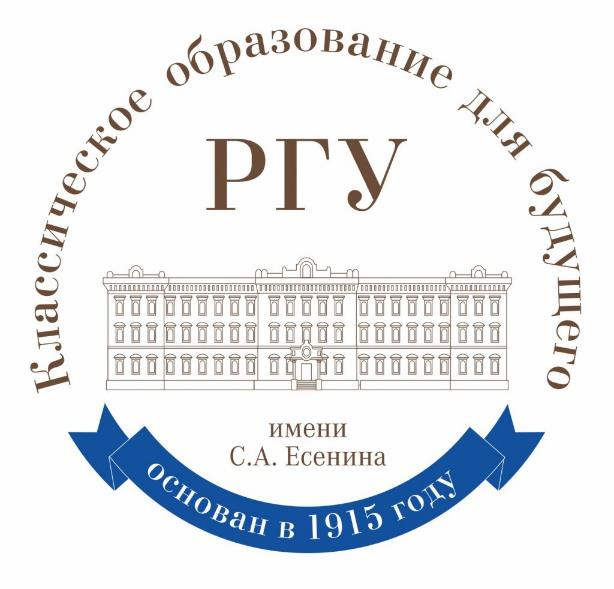 Классическое образование для будущего
РГУ
имени
С.А. Есенина
основан в 1915 году